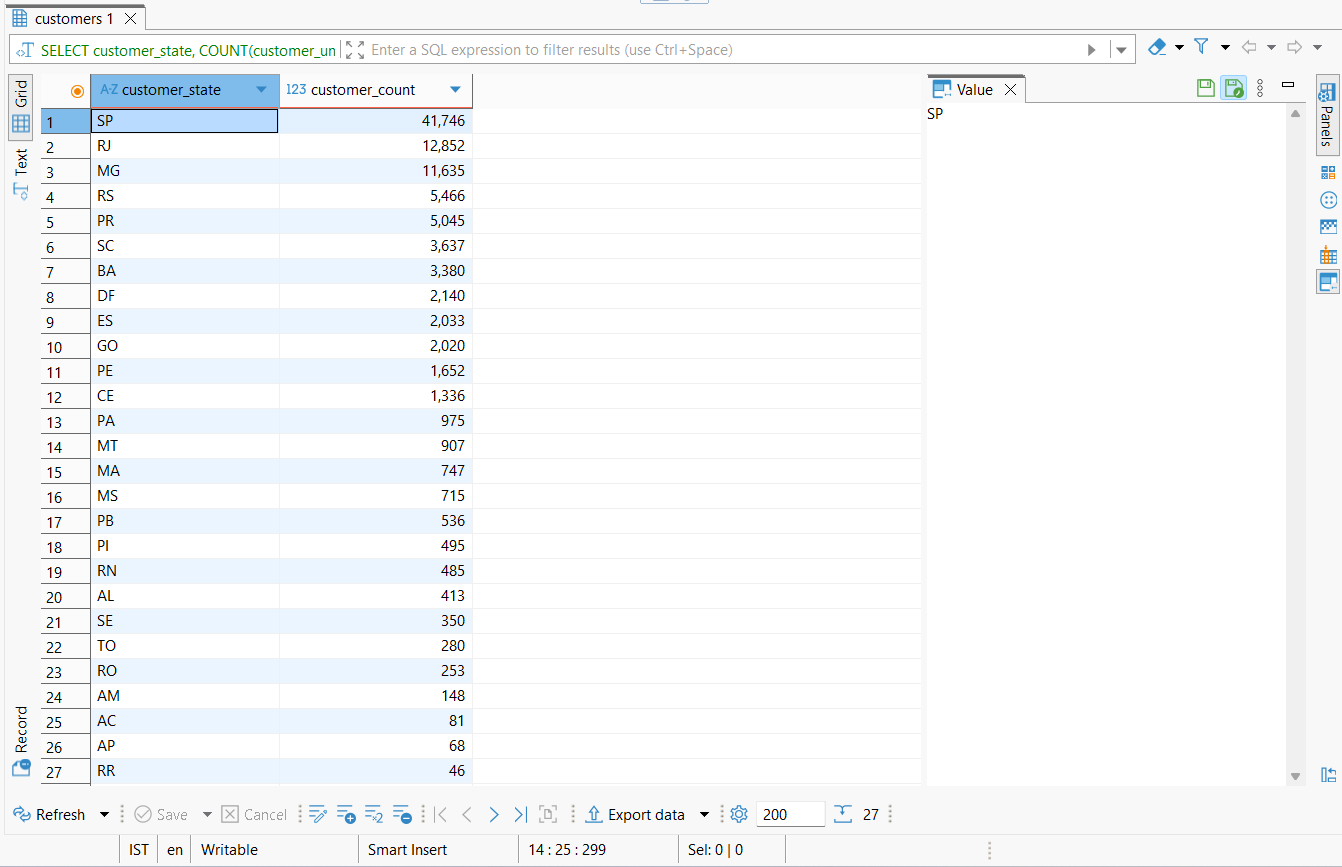 customers 1
SELECT customer_state, COUNT(customer_un Enter a SQL expression to filter results (use Ctrl+Space)
Grid
Text
Record
A-Z customer_state 123 customer_count
1 SP 41,746
2 RJ 12,852
3 MG 11,635
4 RS 5,466
5 PR 5,045
6 SC 3,637
7 BA 3,380
8 DF 2,140
9 ES 2,033
10 GO 2,020
11 PE 1,652
12 CE 1,336
13 PA 975
14 MT 907
15 MA 747
16 MS 715
17 PB 536
18 PI 495
19 RN 485
20 AL 413
21 SE 350
22 TO 280
23 RO 253
24 AM 148
25 AC 81
26 AP 68
27 RR 46
Value
SP
Panels
Refresh Save Cancel Export data 200 27
IST en Writable Smart Insert 14 : 25 : 299 Sel: 0 | 0